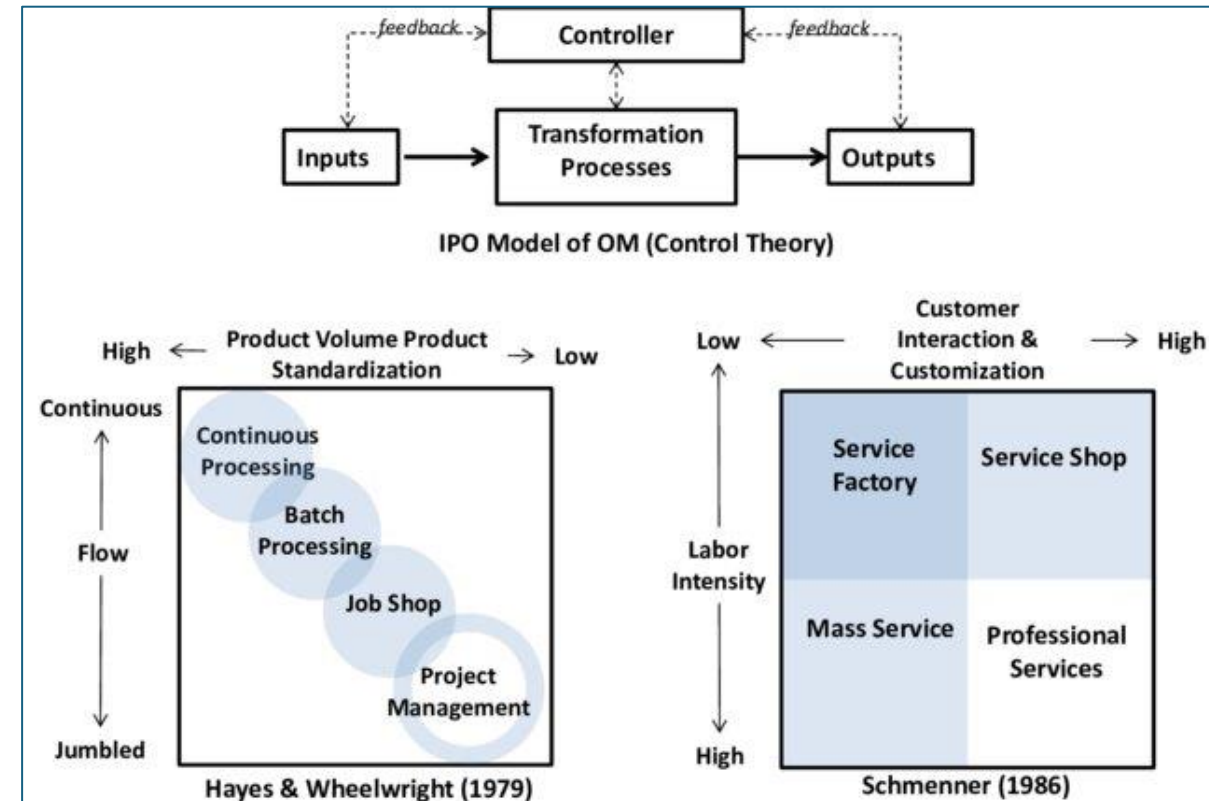 feedback
Controller
feedback
Inputs
Transformation
Processes
Outputs
IPO Model of OM (Control Theory)
High
Product Volume Product
Standardization
Low
Continuous
Flow
Jumbled
Continuous
Processing
Batch
Processing
Job Shop
Project
Management
Hayes & Wheelwright (1979)
Low
Customer
Interaction &
Customization
High
Labor
Intensity
High
Service
Factory
Service Shop
Mass Service
Professional
Services
Schmenner (1986)